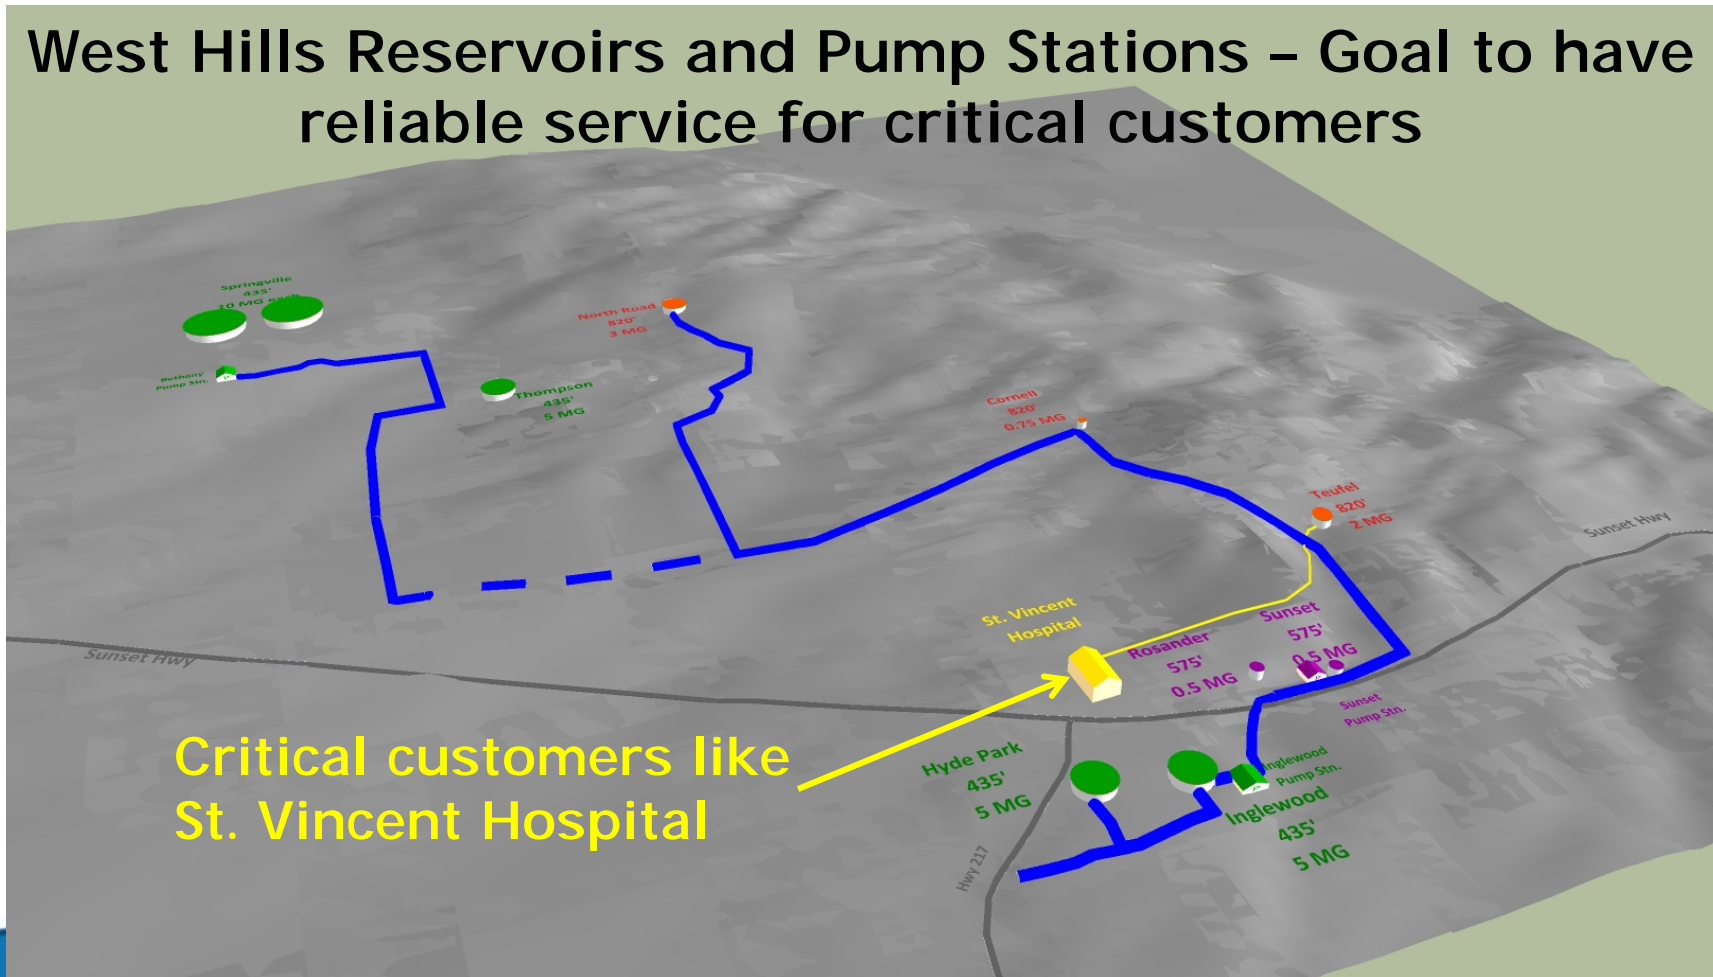 West Hills Reservoirs and Pump Stations – Goal to have
reliable service for critical customers
Springville
435'
10 MG each
Bethany
Pump Stn.
North Road
820'
3 MG
Thompson
435'
5 MG
Cornell
820'
0.75 MG
Teufel
820'
2 MG
Sunset Hwy
Sunset Hwy
St. Vincent
Hospital
Rosander
575'
0.5 MG
Sunset
575'
0.5 MG
Sunset
Pump Stn.
Critical customers like
St. Vincent Hospital
Hyde Park
435'
5 MG
Inglewood
Pump Stn.
Inglewood
435'
5 MG
Hwy 217